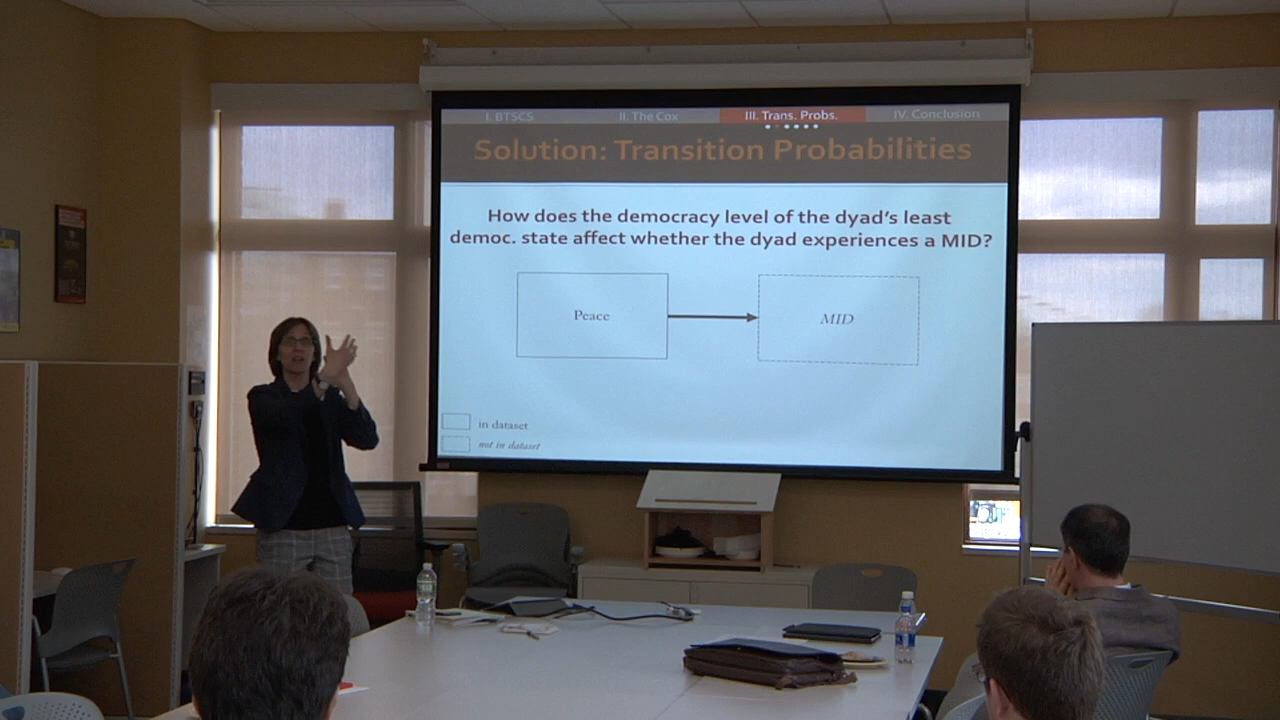 I. BTSCS
II. The Cox
III. Trans. Probs.
IV. Conclusion
Solution: Transition Probabilities
How does the democracy level of the dyad's least
democ. state affect whether the dyad experiences a MID?
Peace
MID
in dataset
not in dataset